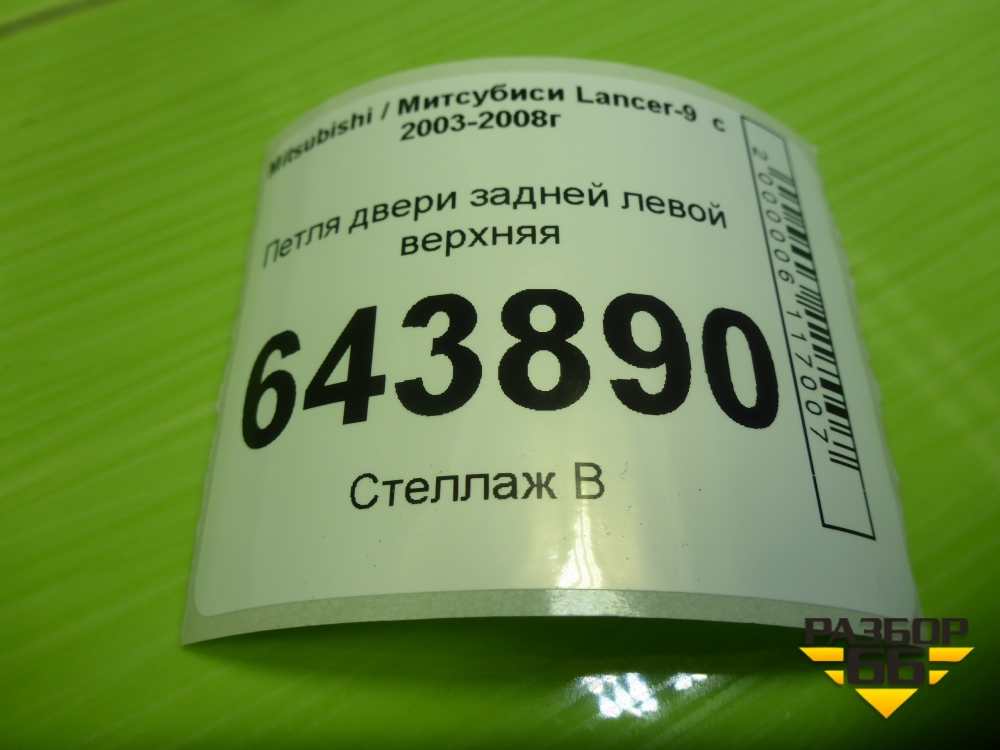 Mitsubishi / Митсубиси Lancer-9 с
2003-2008г
Петля двери задней левой
верхняя
643890
Стеллаж В
2000006117007
РАЗБОР
66